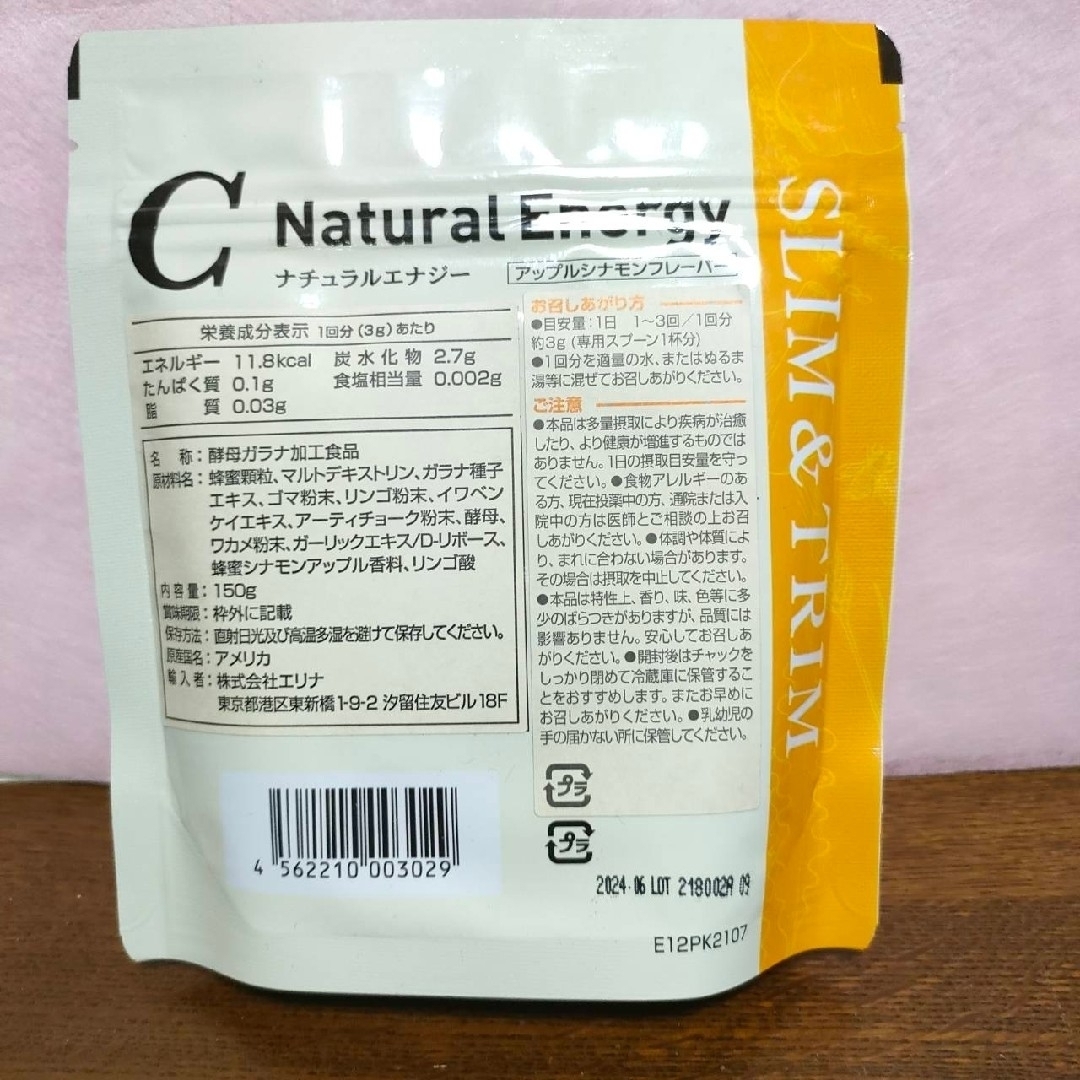 C Natural Energy
ナチュラルエナジー
アップルシナモンフレーバー
栄養成分表示 1回分(3g)あたり
エネルギー 11.8kcal 炭水化物 2.7g
たんぱく質 0.1g 食塩相当量 0.002g
脂質 0.03g
名称:酵母ガラナ加工食品
原材料名:蜂蜜顆粒、マルトデキストリン、ガラナ種子
エキス、ゴマ粉末、リンゴ粉末、イワベン
ケイエキス、アーティチョーク粉末、酵母、
ワカメ粉末、ガーリックエキス/D-リボース、
蜂蜜シナモンアップル香料、リンゴ酸
内容量:150g
賞味期限:枠外に記載
保存方法:直射日光及び高温多湿を避けて保存してください。
原産国名:アメリカ
輸入者:株式会社エリナ
東京都港区東新橋1-9-2 汐留住友ビル18F
お召しあがり方
●目安量:1日 1~3回/1回分
約3g(専用スプーン1杯分)
●1回分を適量の水、またはぬるま
湯等に混ぜてお召しあがりください。
ご注意
●本品は多量摂取により疾病が治癒
したり、より健康が増進するものでは
ありません。1日の摂取目安量を守っ
てください。●食物アレルギーのあ
る方、現在投薬中の方、通院または入
院中の方は医師とご相談の上お召
しあがりください。●体調や体質によ
り、まれに合わない場合があります。
その場合は摂取を中止してください。
●本品は特性上、香り、味、色等に多
少のばらつきがありますが、品質には
影響ありません。安心してお召しあ
がりください。●開封後はチャックを
しっかり閉めて冷蔵庫に保管するこ
とをおすすめします。またお早めに
お召しあがりください。●乳幼児の
手の届かない所に保管してください。
プラ
プラ
4 562210 003029
2024.06 LOT 218002A 09
E12PK2107
SLIM & TRIM